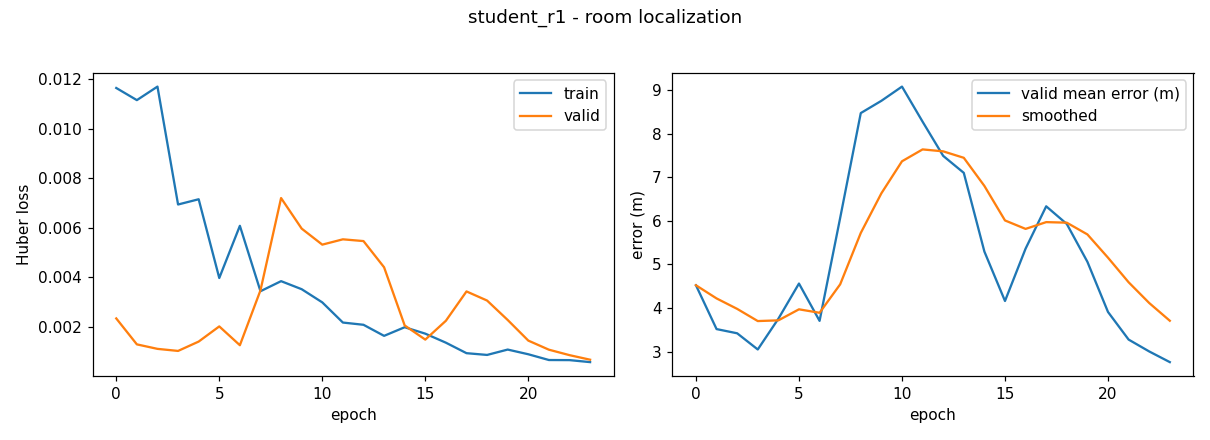 student_r1 - room localization
Huber loss
0.012
0.010
0.008
0.006
0.004
0.002
0 5 10 15 20
epoch
train
valid
error (m)
9
8
7
6
5
4
3
0 5 10 15 20
epoch
valid mean error (m)
smoothed